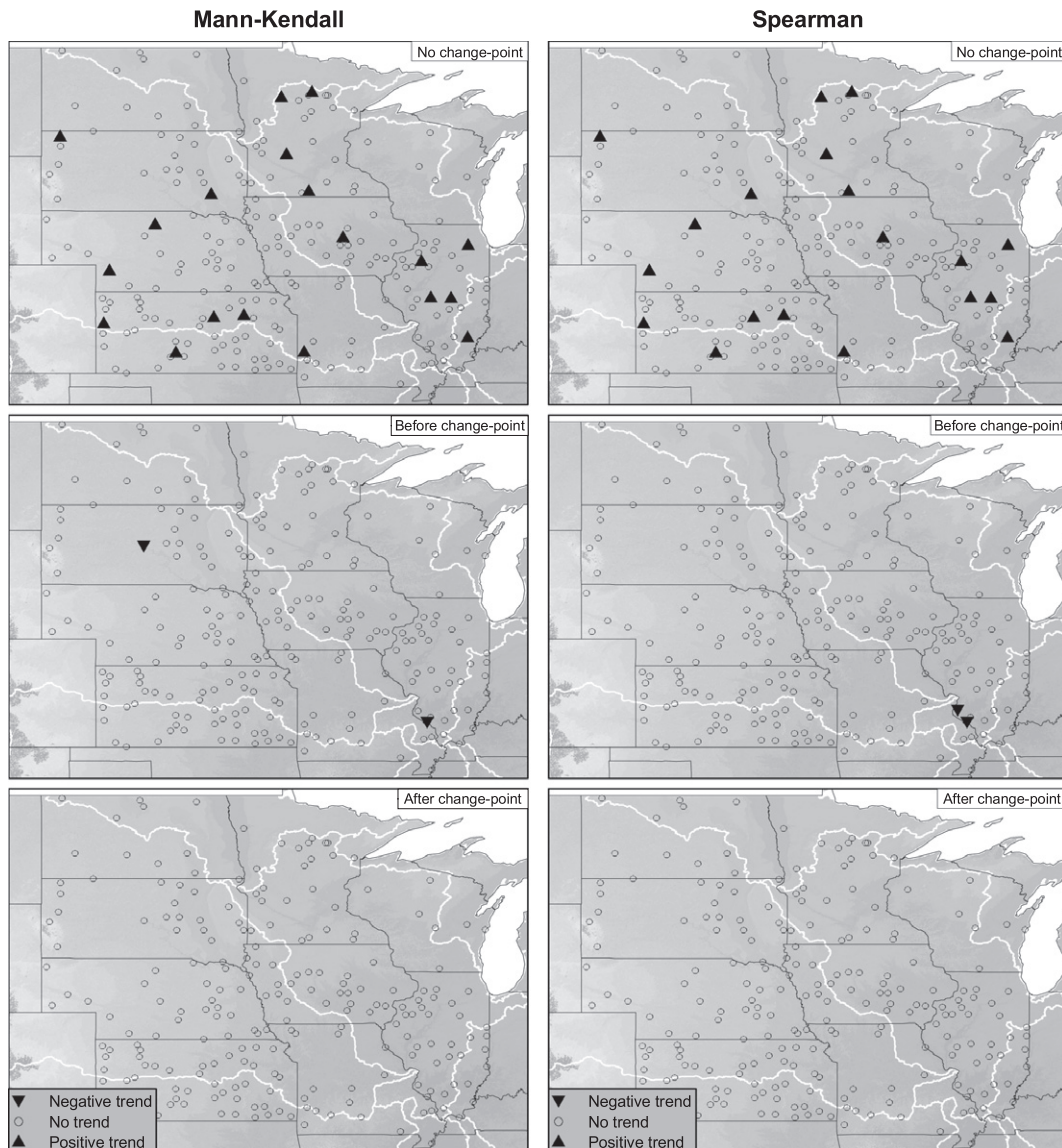 Mann-Kendall
Spearman
No change-point
No change-point
Before change-point
Before change-point
After change-point
After change-point
Negative trend
No trend
Positive trend
Negative trend
No trend
Positive trend